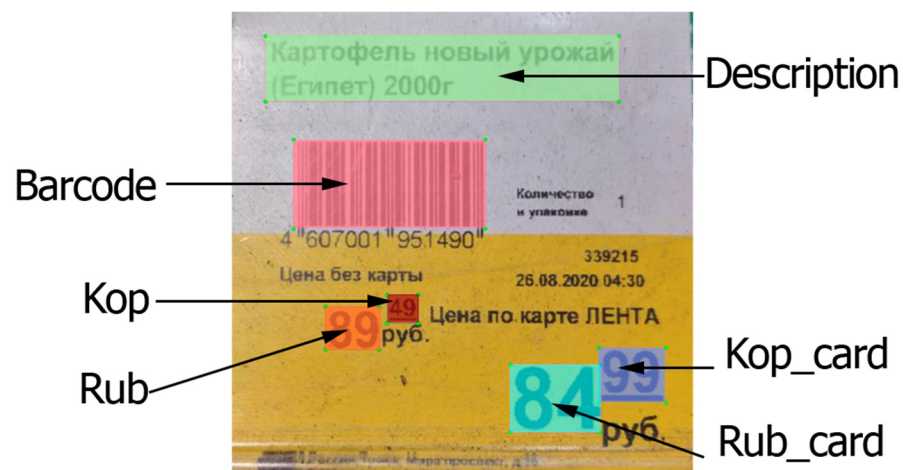 Картофель новый урожай
(Египет) 2000г
Description
Barcode
Количество
в упаковке 1
4 "607001 "951490"
339215
Цена без карты
26.08.2020 04:30
Kop
49
Цена по карте ЛЕНТА
89 руб.
Rub
Kop_card
84 99
руб.
Rub_card